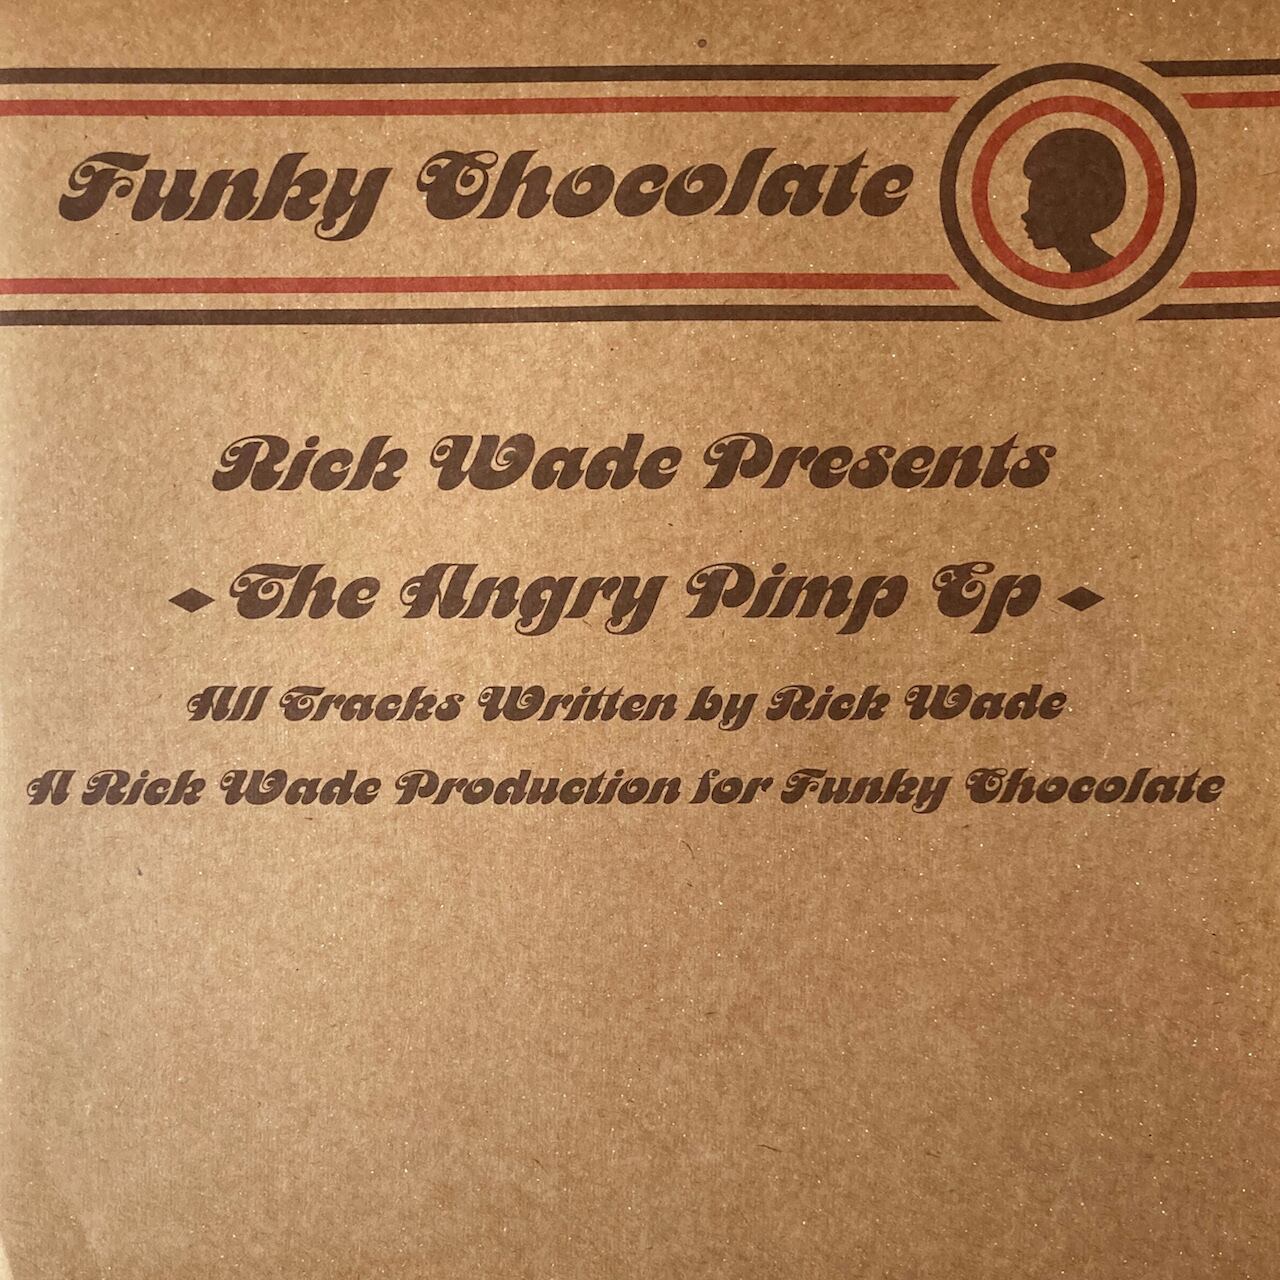 Funky Chocolate
Rick Wade Presents
The Angry Pimp Ep
All Tracks Written by Rick Wade
A Rick Wade Production for Funky Chocolate